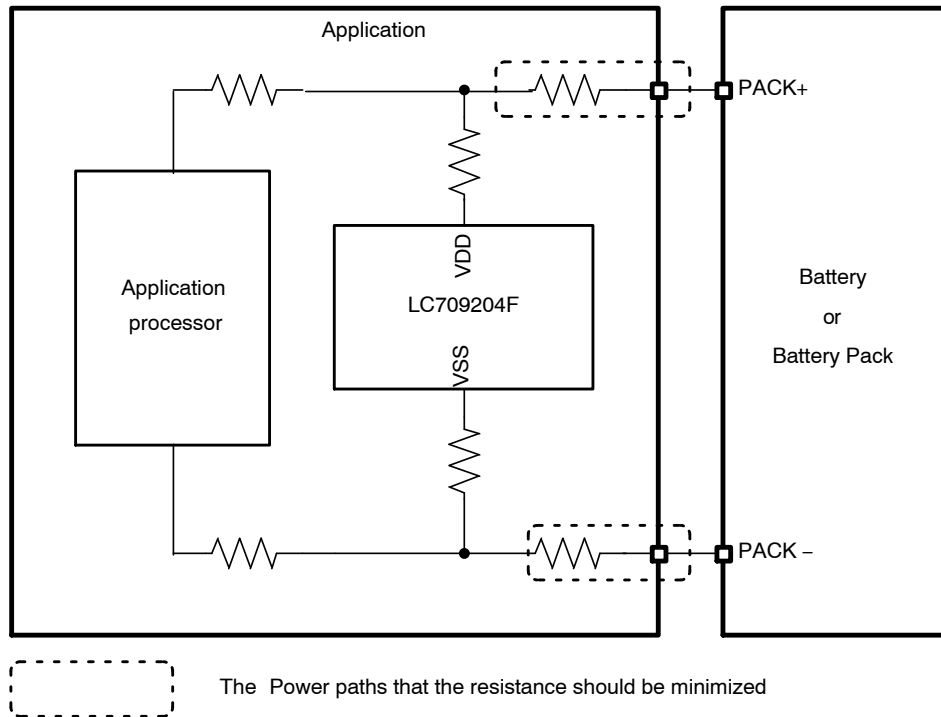 Application
PACK+
VDD
LC709204F
VSS
Application
processor
Battery
or
Battery Pack
PACK –
The Power paths that the resistance should be minimized